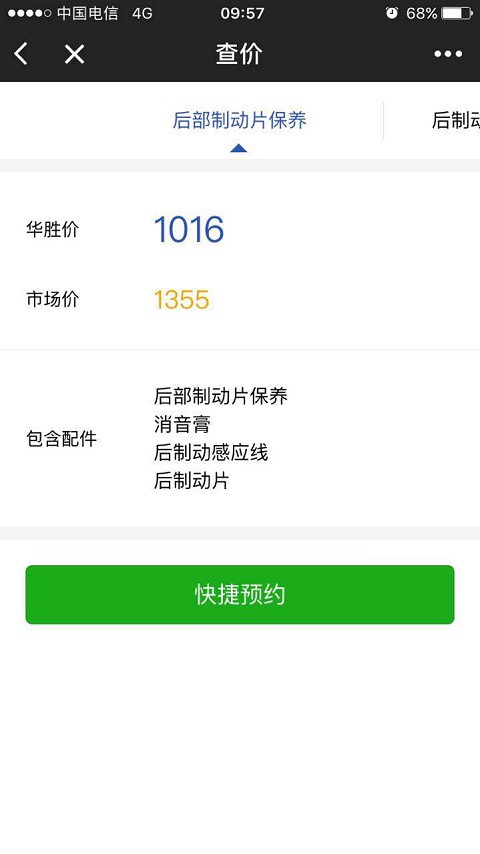 中国电信 4G 09:57 68%
查价
后部制动片保养 后制动
华胜价 1016
市场价 1355
包含配件
后部制动片保养
消音膏
后制动感应线
后制动片
快捷预约